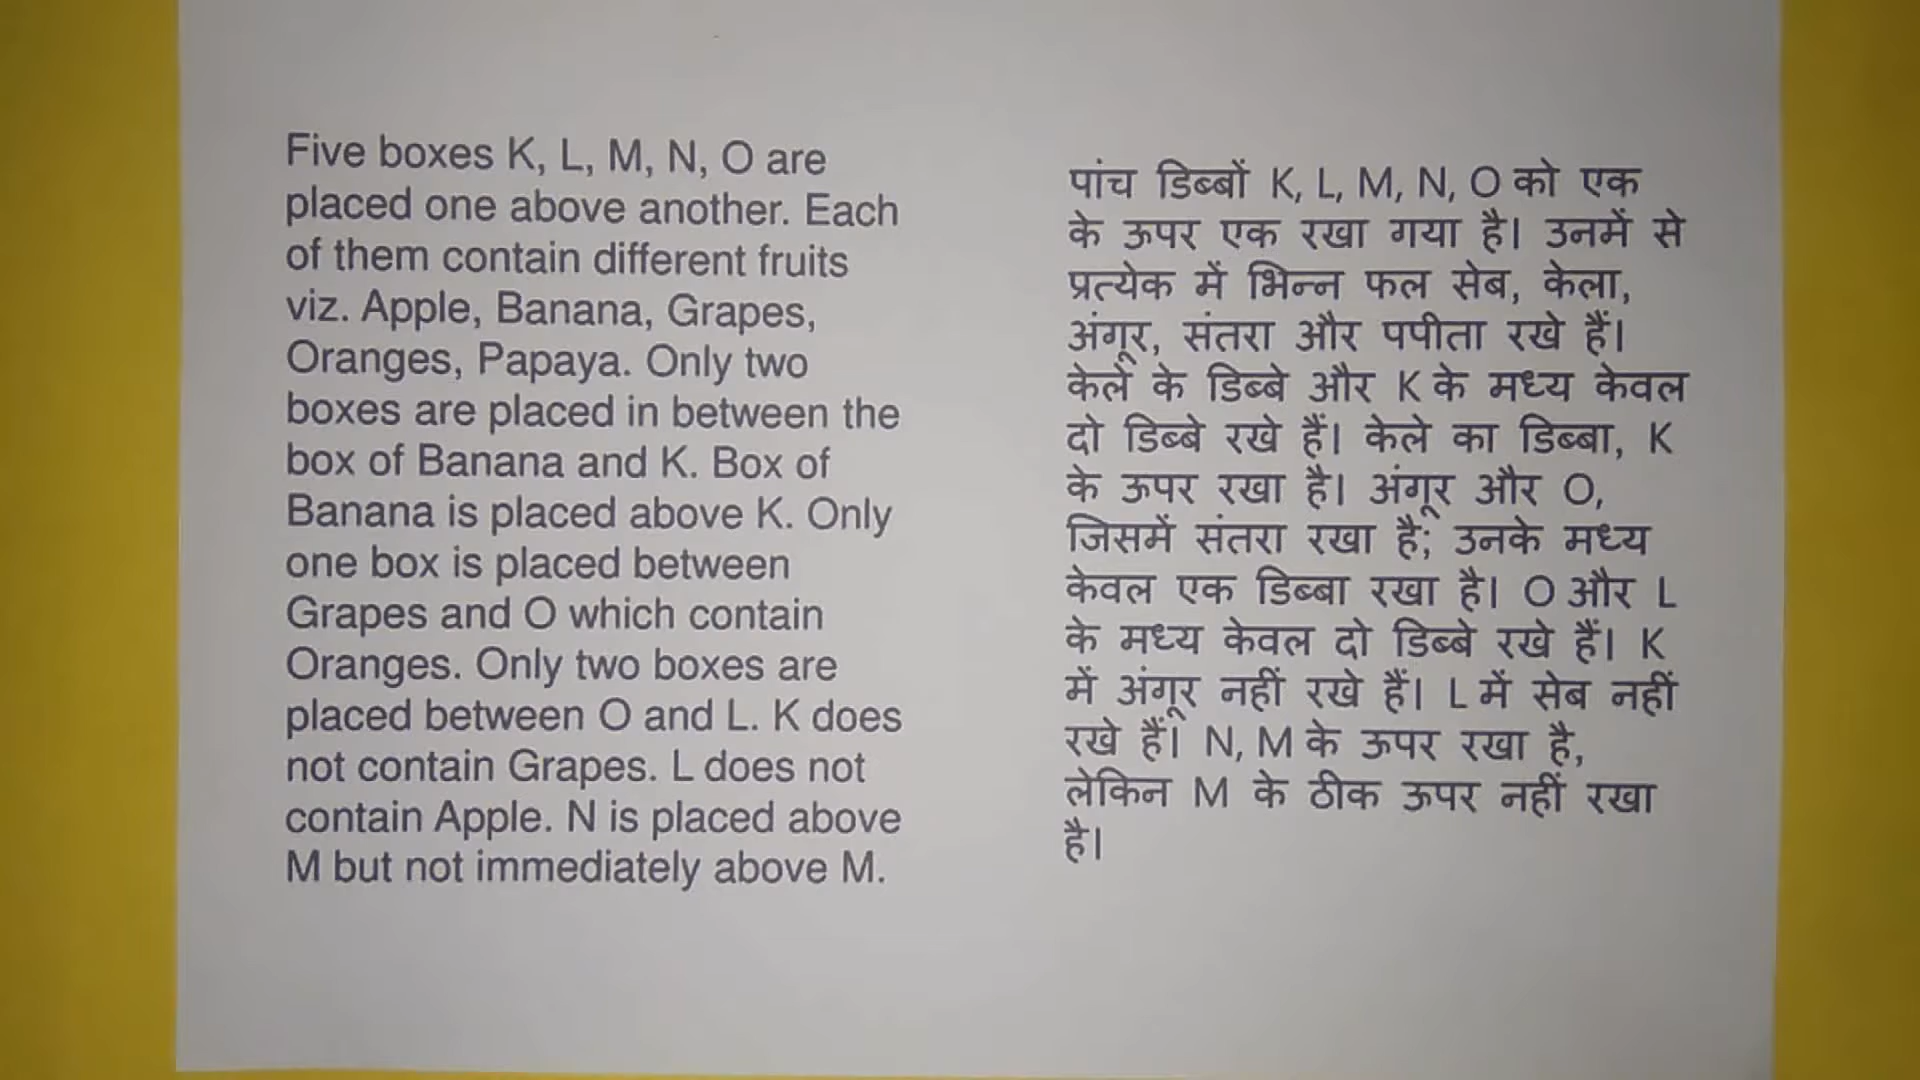 Five boxes K, L, M, N, O are
placed one above another. Each
of them contain different fruits
viz. Apple, Banana, Grapes,
Oranges, Papaya. Only two
boxes are placed in between the
box of Banana and K. Box of
Banana is placed above K. Only
one box is placed between
Grapes and O which contain
Oranges. Only two boxes are
placed between O and L. K does
not contain Grapes. L does not
contain Apple. N is placed above
M but not immediately above M.
पांच डिब्बों K, L, M, N, O को एक
के ऊपर एक रखा गया है। उनमें से
प्रत्येक में भिन्न फल सेब, केला,
अंगूर, संतरा और पपीता रखे हैं।
केले के डिब्बे और K के मध्य केवल
दो डिब्बे रखे हैं। केले का डिब्बा, K
के ऊपर रखा है। अंगूर और O,
जिसमें संतरा रखा है; उनके मध्य
केवल एक डिब्बा रखा है। O और L
के मध्य केवल दो डिब्बे रखे हैं। K
में अंगूर नहीं रखे हैं। L में सेब नहीं
रखे हैं। N, M के ऊपर रखा है,
लेकिन M के ठीक ऊपर नहीं रखा
है।